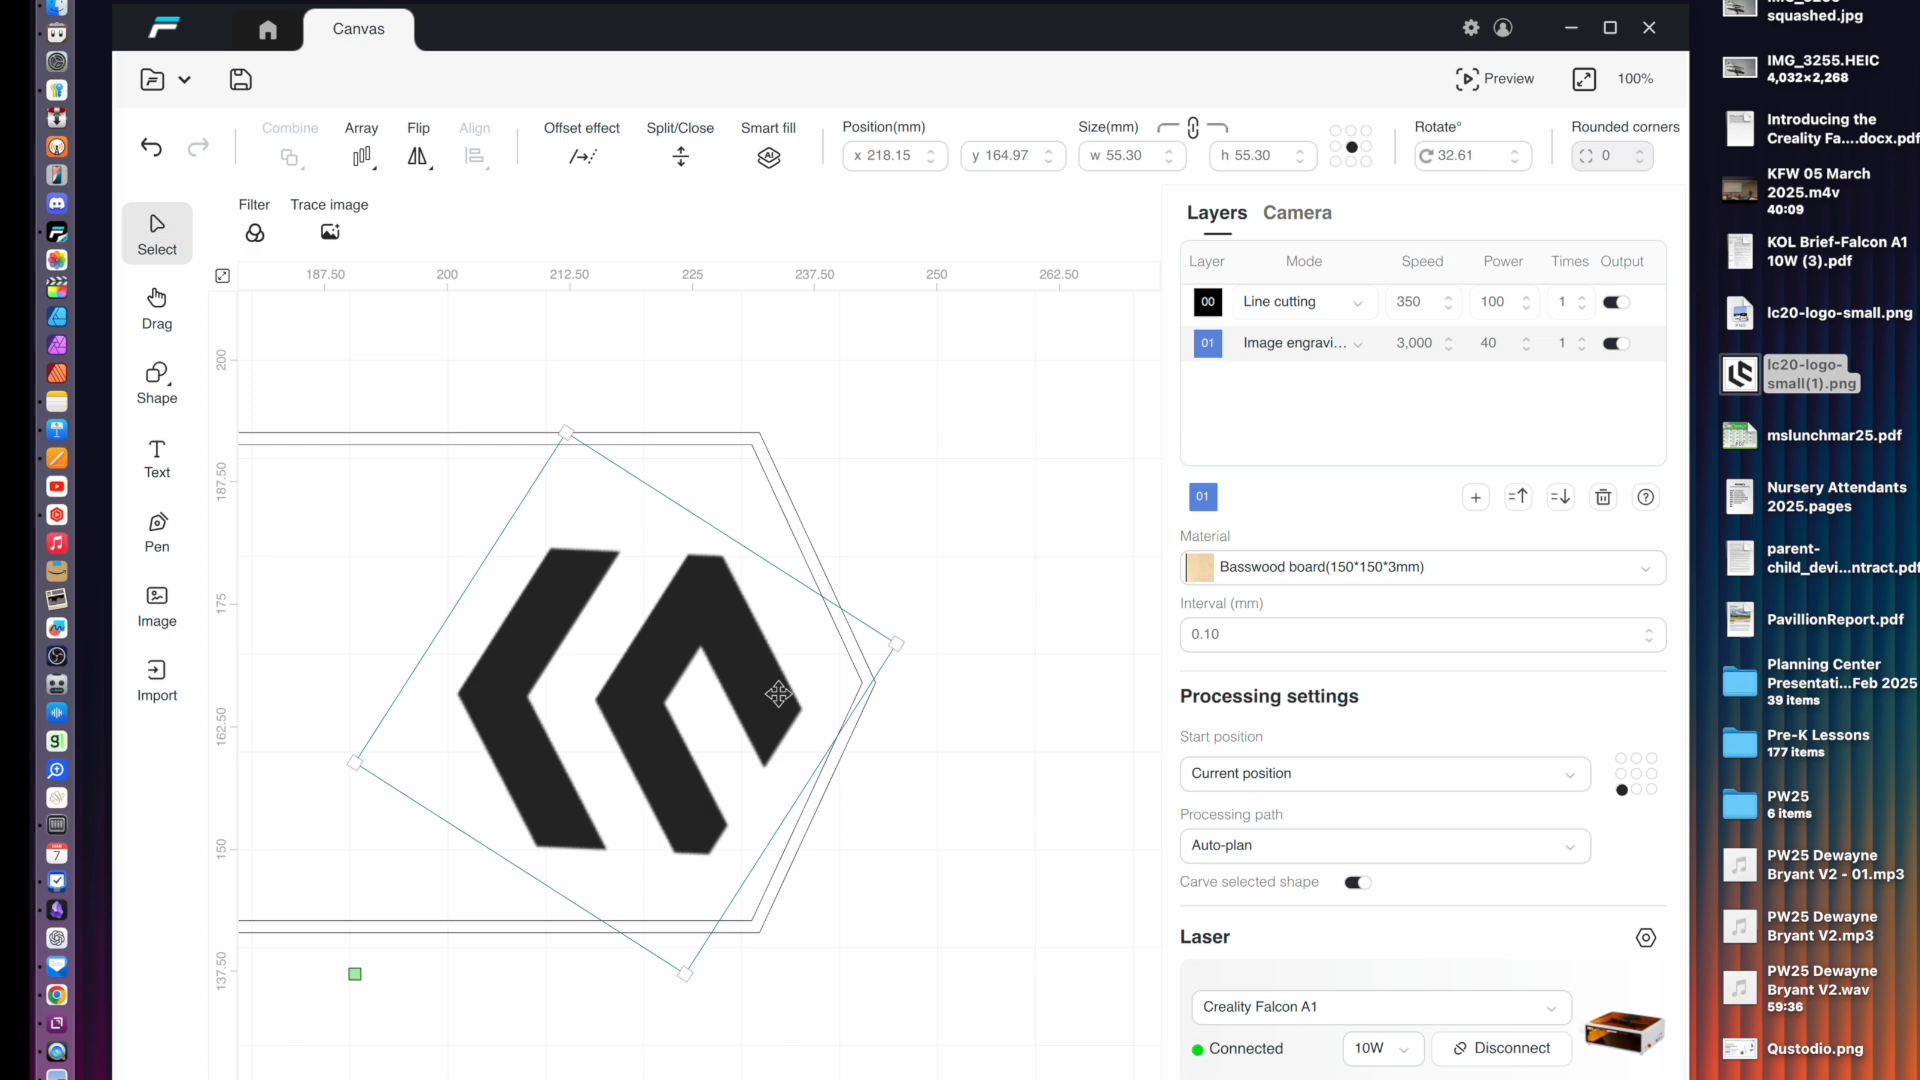 Canvas
Preview
100%
Combine
Array
Flip
Align
Offset effect
Split/Close
Smart fill
Position(mm)
x 218.15
y 164.97
Size(mm)
w 55.30
h 55.30
Rotate°
32.61
Rounded corners
0
Filter
Trace image
Select
Drag
Shape
Text
Pen
Image
Import
187.50
200
212.50
225
237.50
250
262.50
200
187.50
175
162.50
150
137.50
Layers
Camera
Layer
Mode
Speed
Power
Times
Output
00
Line cutting
350
100
1
01
Image engravi...
3,000
40
1
01
Material
Basswood board(150*150*3mm)
Interval (mm)
0.10
Processing settings
Start position
Current position
Processing path
Auto-plan
Carve selected shape
Laser
Creality Falcon A1
Connected
10W
Disconnect
squashed.jpg
IMG_3255.HEIC
4,032×2,268
Introducing the
Creality Fa....docx.pdf
KFW 05 March
2025.m4v
40:09
KOL Brief-Falcon A1
10W (3).pdf
lc20-logo-small.png
lc20-logo-
small(1).png
mslunchmar25.pdf
Nursery Attendants
2025.pages
parent-
child_devi...ntract.pdf
PavillionReport.pdf
Planning Center
Presentati...Feb 2025
39 items
Pre-K Lessons
177 items
PW25
6 items
PW25 Dewayne
Bryant V2 - 01.mp3
PW25 Dewayne
Bryant V2.mp3
PW25 Dewayne
Bryant V2.wav
59:36
Qustodio.png